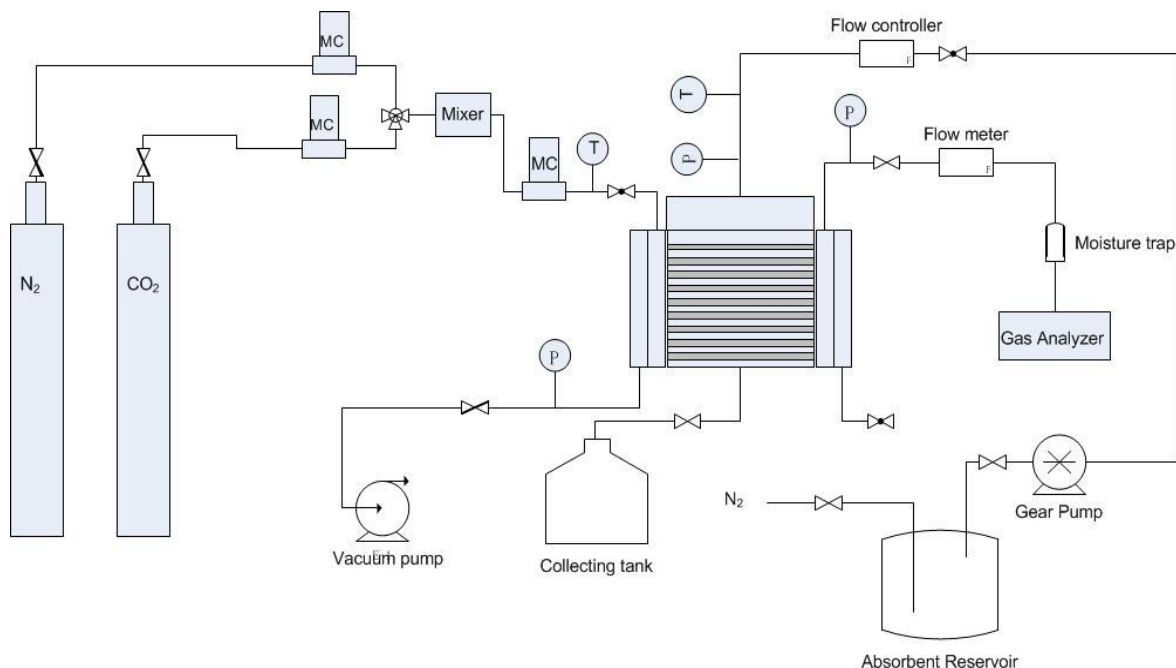 Flow controller
MC
F
MC
Mixer
T
P
Flow meter
MC
T
F
P
Moisture trap
N₂
CO₂
Gas Analyzer
P
N₂
Gear Pump
Vacuum pump
Collecting tank
Absorbent Reservoir